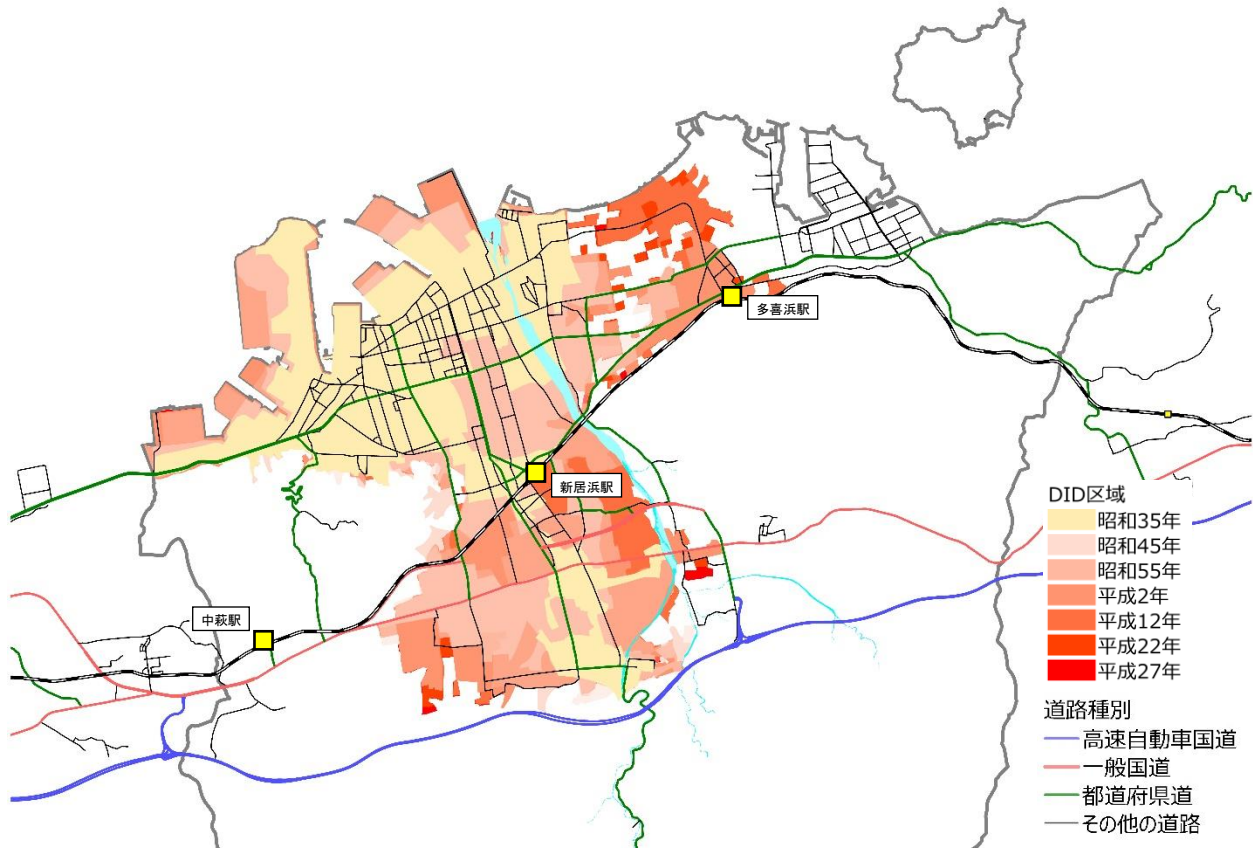 多喜浜駅
新居浜駅
中萩駅
DID区域
昭和35年
昭和45年
昭和55年
平成2年
平成12年
平成22年
平成27年
道路種別
高速自動車国道
一般国道
都道府県道
その他の道路